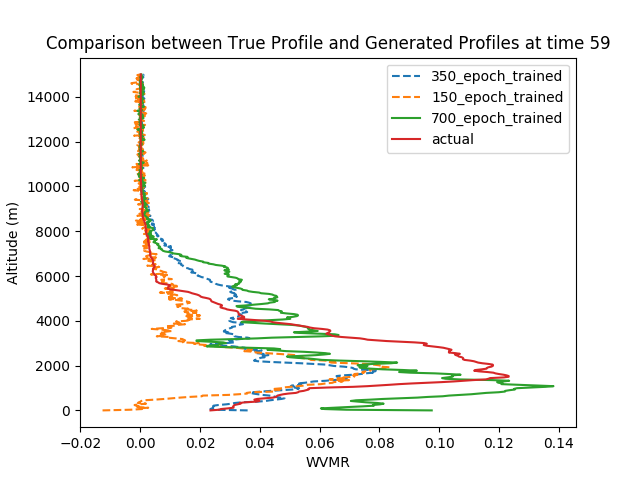 Comparison between True Profile and Generated Profiles at time 59
350_epoch_trained
150_epoch_trained
700_epoch_trained
actual
14000
12000
10000
8000
6000
4000
2000
0
Altitude (m)
−0.02 0.00 0.02 0.04 0.06 0.08 0.10 0.12 0.14
WVMR